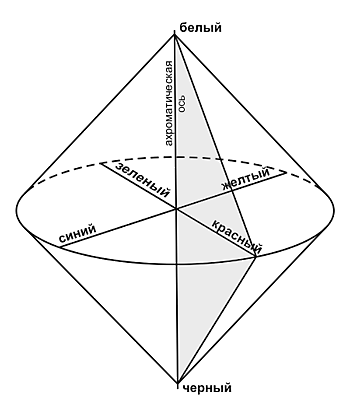 белый
ахроматическая
ось
зеленый
желтый
синий
красный
черный